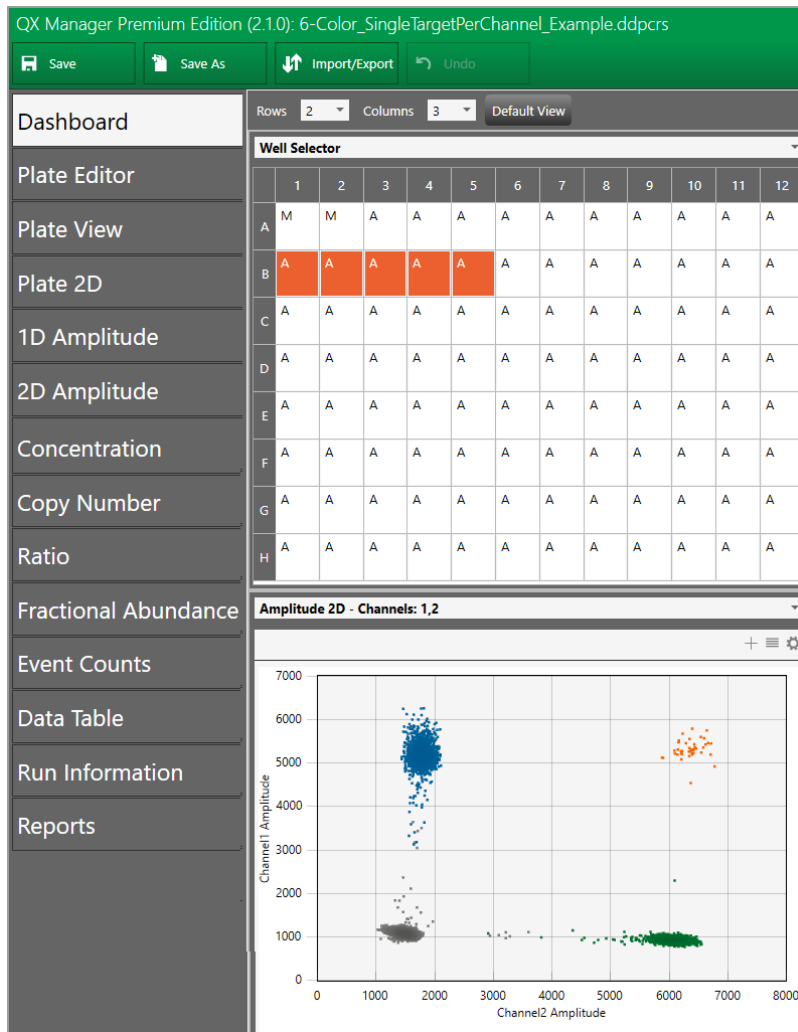 QX Manager Premium Edition (2.1.0): 6-Color_SingleTargetPerChannel_Example.ddpcrs
Save Save As Import/Export Undo
Dashboard
Plate Editor
Plate View
Plate 2D
1D Amplitude
2D Amplitude
Concentration
Copy Number
Ratio
Fractional Abundance
Event Counts
Data Table
Run Information
Reports
Rows 2 Columns 3 Default View
Well Selector
1 2 3 4 5 6 7 8 9 10 11 12
A M M A A A A A A A A A A
B A A A A A A A A A A A A
C A A A A A A A A A A A A
D A A A A A A A A A A A A
E A A A A A A A A A A A A
F A A A A A A A A A A A A
G A A A A A A A A A A A A
H A A A A A A A A A A A A
Amplitude 2D - Channels: 1,2
Channel1 Amplitude
7000
6000
5000
4000
3000
2000
1000
0
0 1000 2000 3000 4000 5000 6000 7000 8000
Channel2 Amplitude